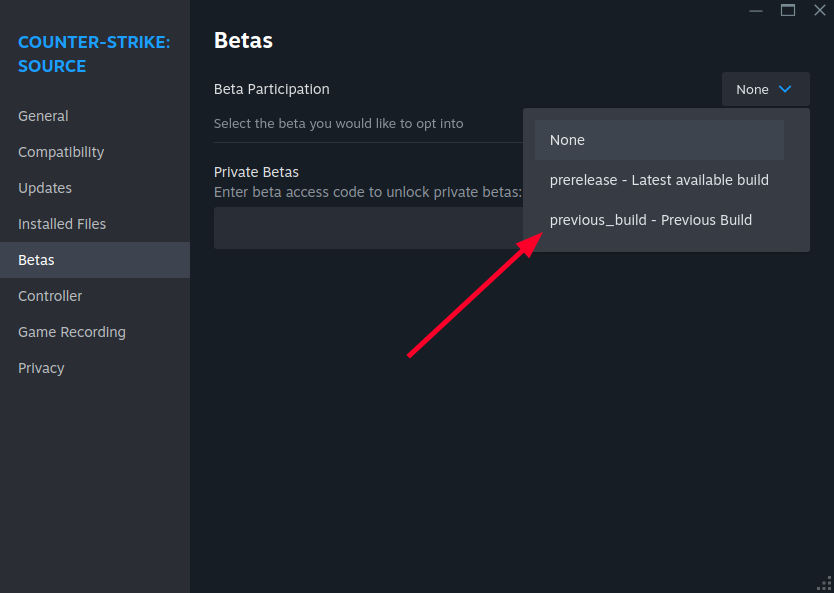 COUNTER-STRIKE:
SOURCE
General
Compatibility
Updates
Installed Files
Betas
Controller
Game Recording
Privacy
Betas
Beta Participation
None
Select the beta you would like to opt into
None
prerelease - Latest available build
previous_build - Previous Build
Private Betas
Enter beta access code to unlock private betas: